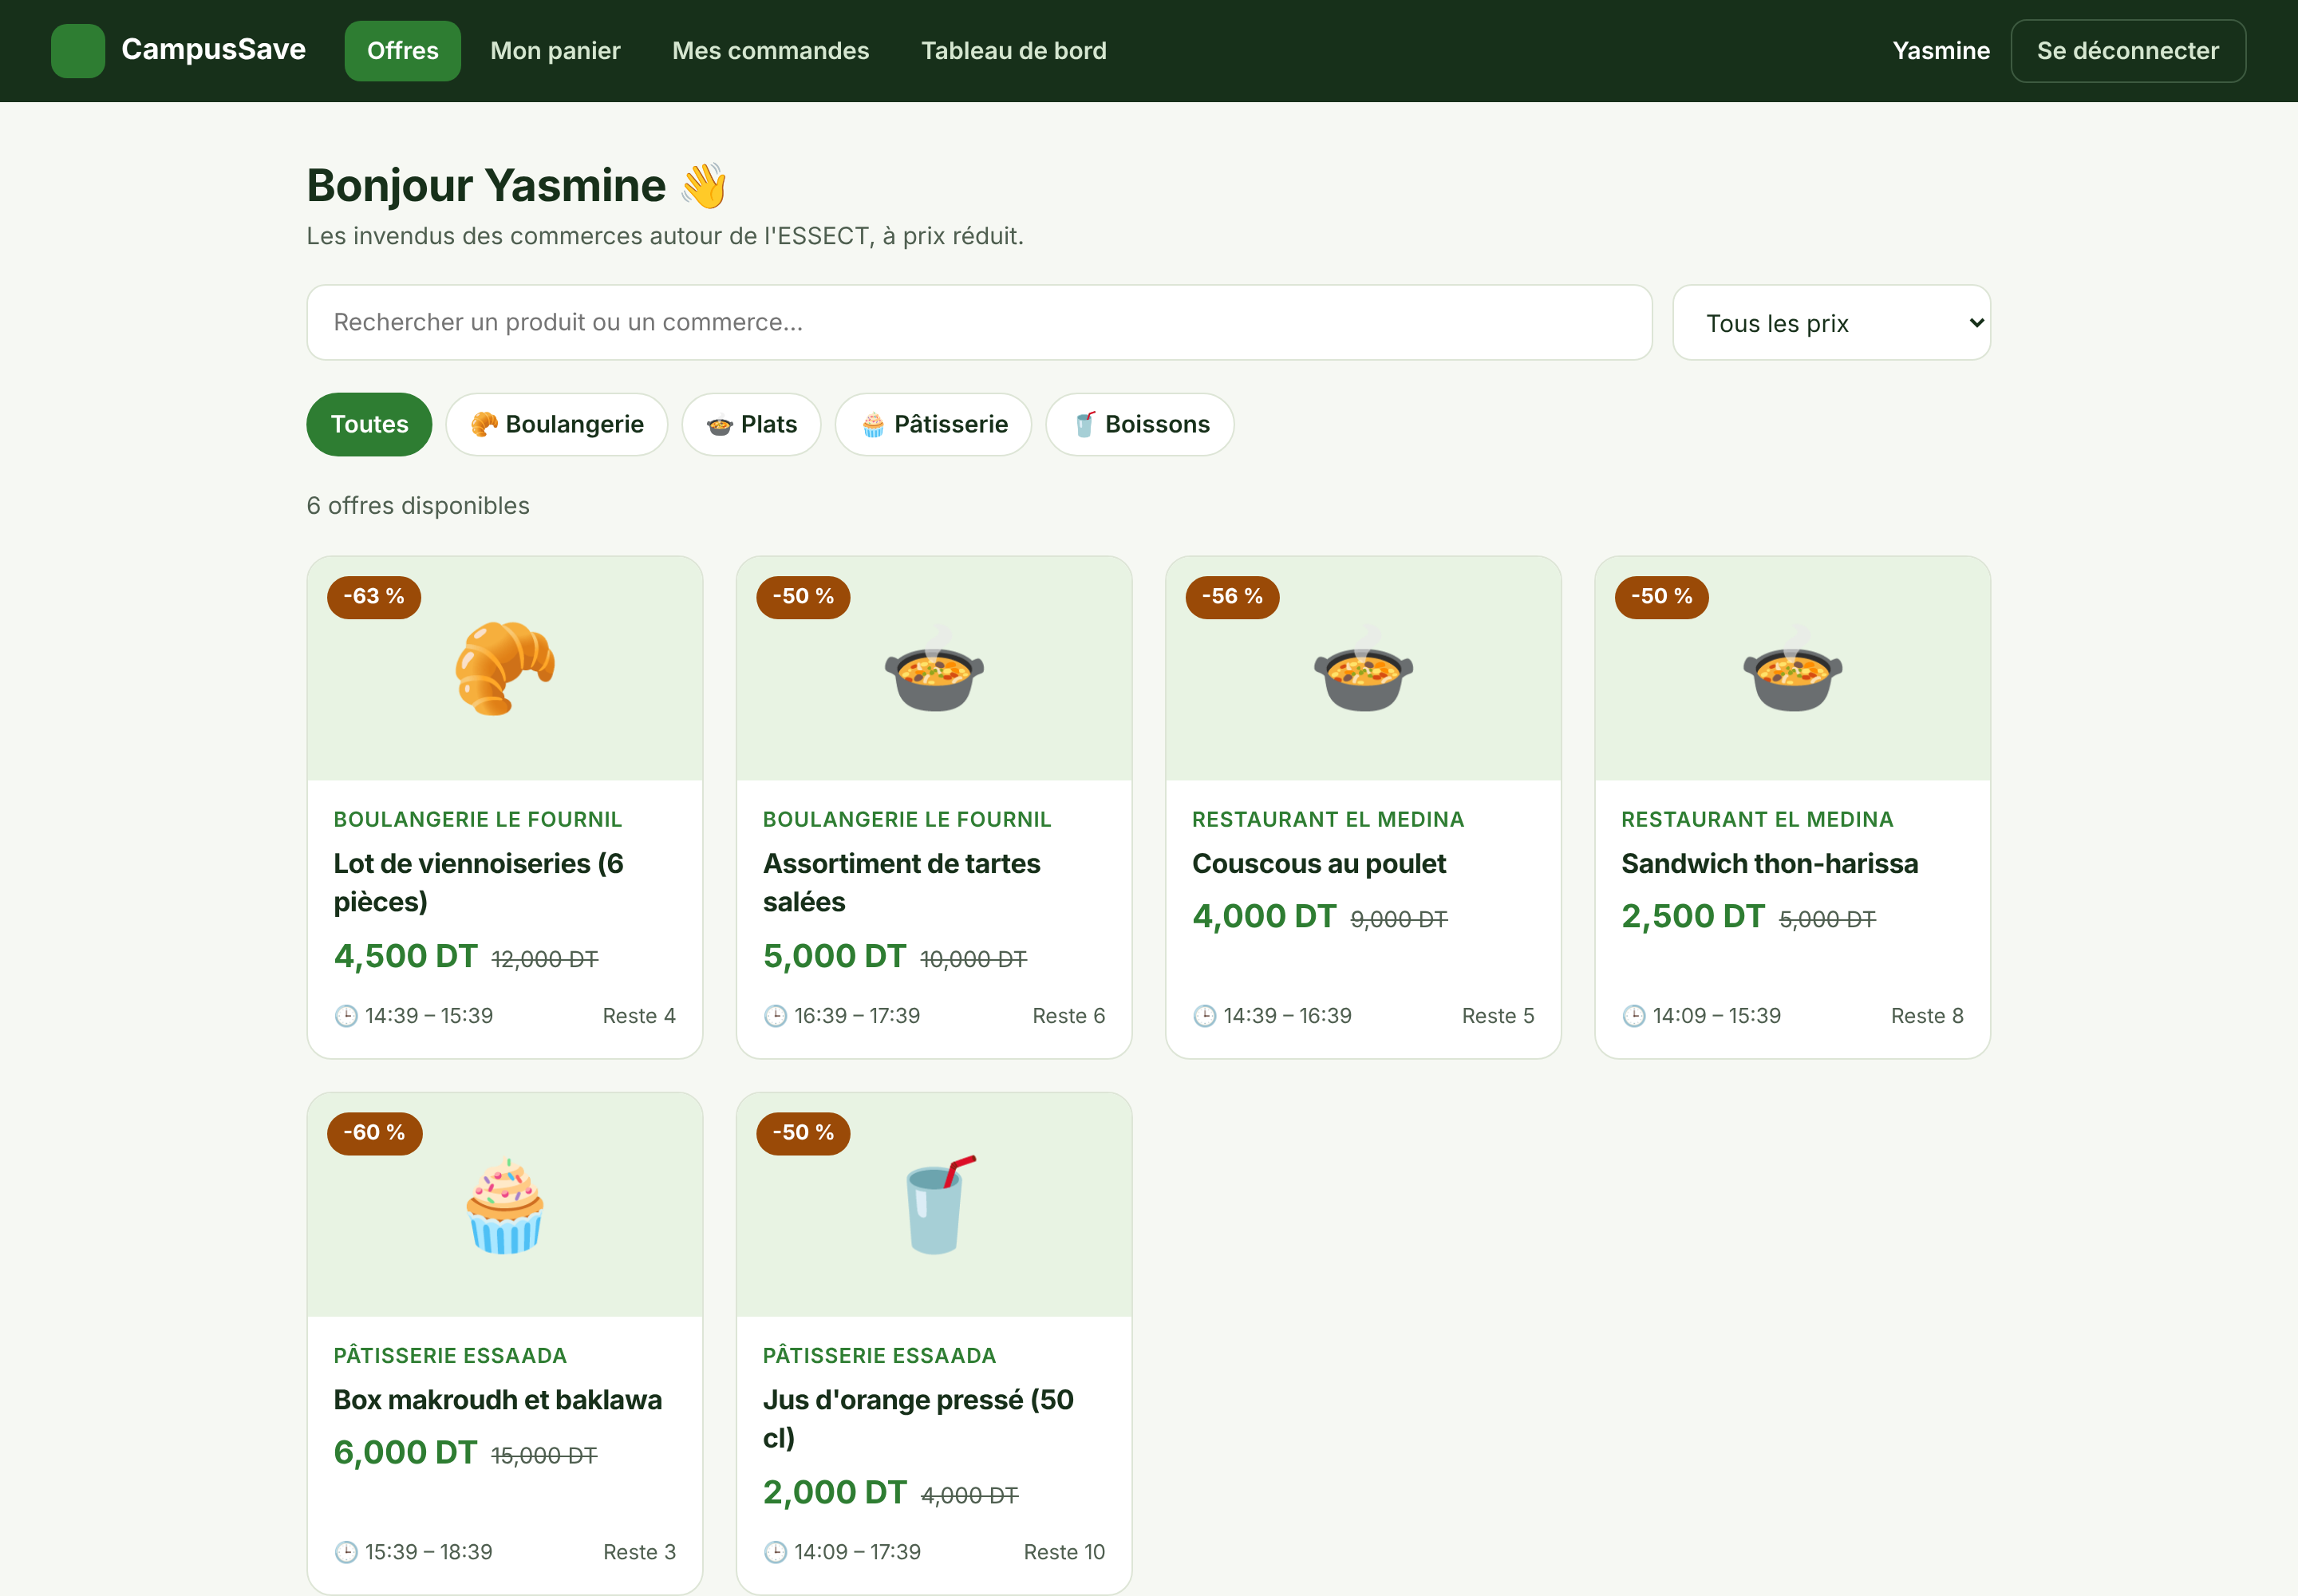 CampusSave
Offres
Mon panier
Mes commandes
Tableau de bord
Yasmine
Se déconnecter
Bonjour Yasmine 👋
Les invendus des commerces autour de l'ESSECT, à prix réduit.
Rechercher un produit ou un commerce...
Tous les prix
Toutes
🥐 Boulangerie
🍲 Plats
🧁 Pâtisserie
🥤 Boissons
6 offres disponibles
-63 %
BOULANGERIE LE FOURNIL
Lot de viennoiseries (6
pièces)
4,500 DT 12,000 DT
🕒 14:39 – 15:39 Reste 4
-50 %
BOULANGERIE LE FOURNIL
Assortiment de tartes
salées
5,000 DT 10,000 DT
🕒 16:39 – 17:39 Reste 6
-56 %
RESTAURANT EL MEDINA
Couscous au poulet
4,000 DT 9,000 DT
🕒 14:39 – 16:39 Reste 5
-50 %
RESTAURANT EL MEDINA
Sandwich thon-harissa
2,500 DT 5,000 DT
🕒 14:09 – 15:39 Reste 8
-60 %
PÂTISSERIE ESSAADA
Box makroudh et baklawa
6,000 DT 15,000 DT
🕒 15:39 – 18:39 Reste 3
-50 %
PÂTISSERIE ESSAADA
Jus d'orange pressé (50
cl)
2,000 DT 4,000 DT
🕒 14:09 – 17:39 Reste 10